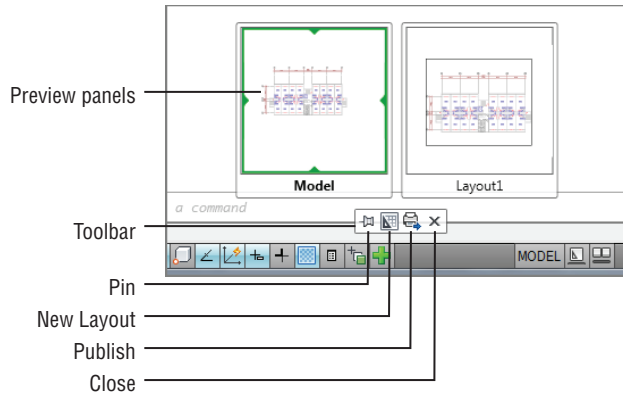 Preview panels
Model
Layout1
a command
Toolbar
MODEL
Pin
New Layout
Publish
Close